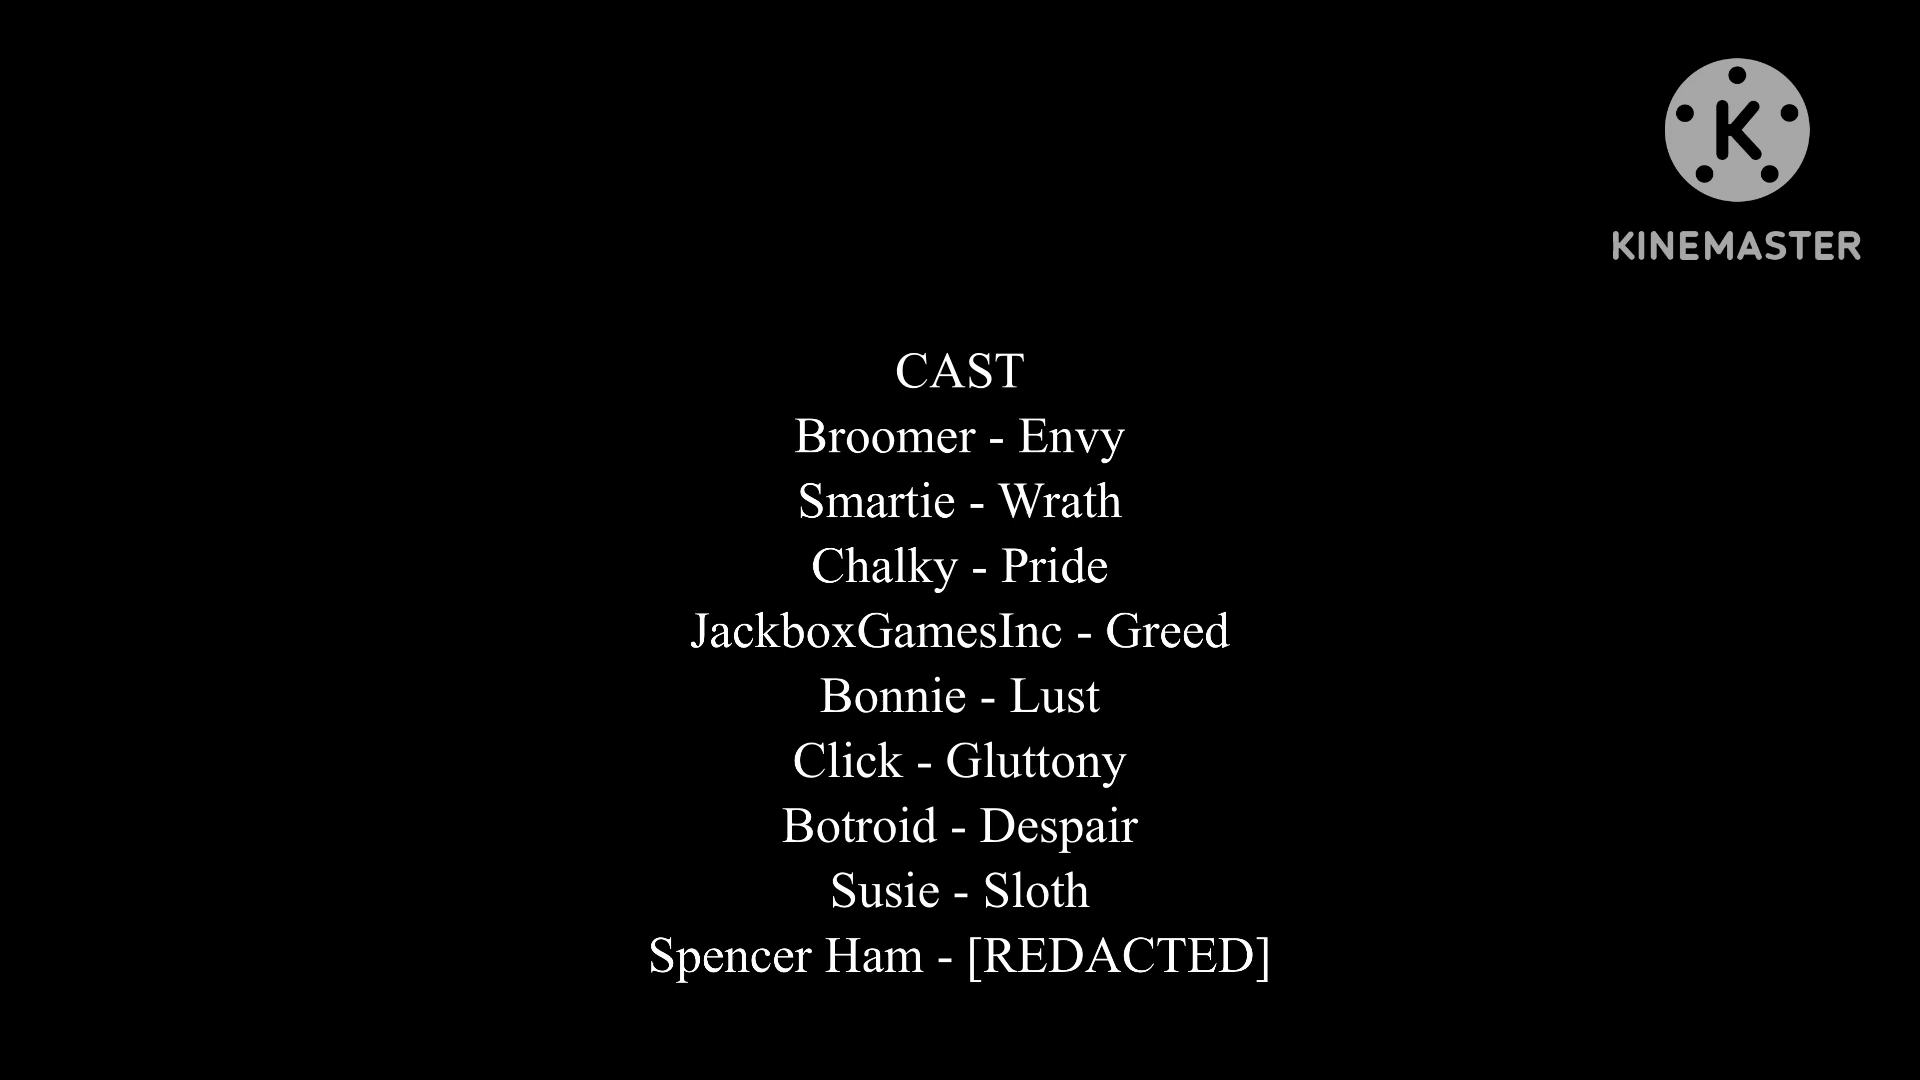 K
KINEMASTER
CAST
Broomer - Envy
Smartie - Wrath
Chalky - Pride
JackboxGamesInc - Greed
Bonnie - Lust
Click - Gluttony
Botroid - Despair
Susie - Sloth
Spencer Ham - [REDACTED]